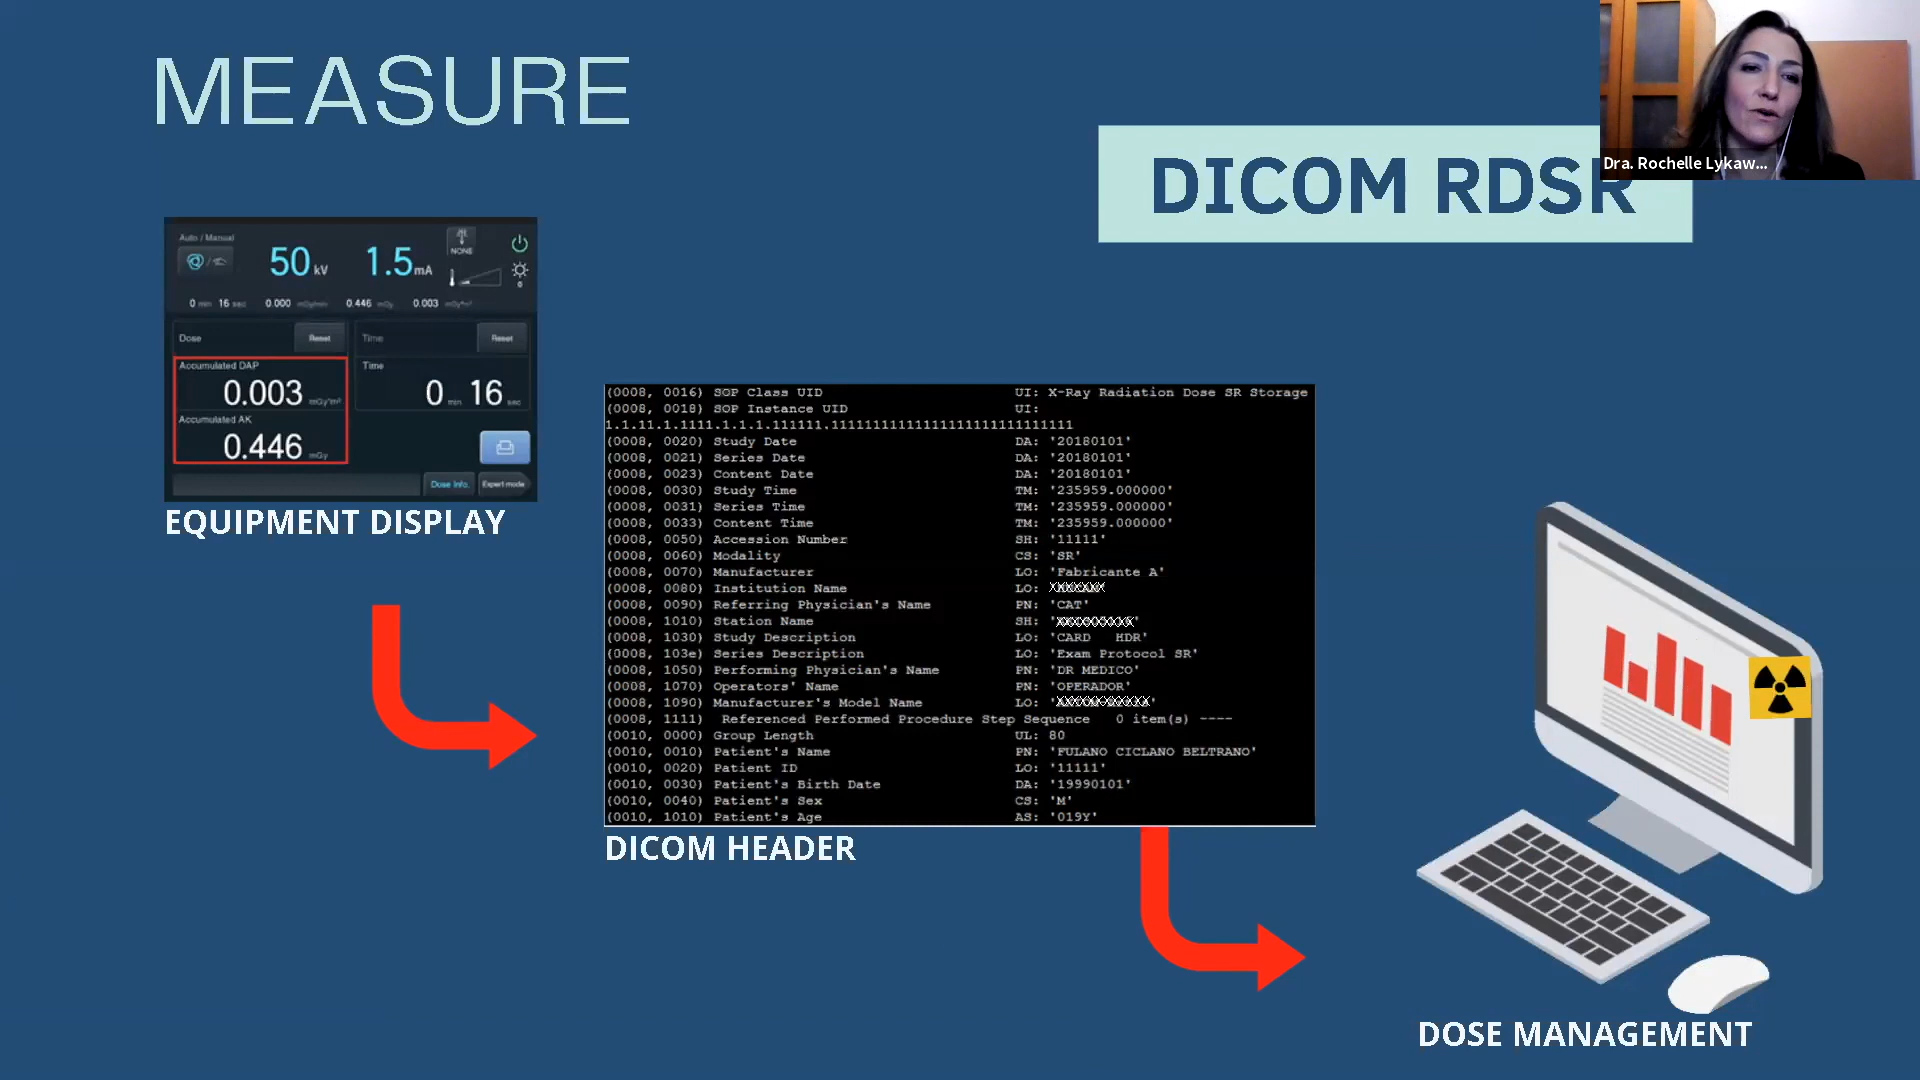 MEASURE
DICOM RDSR
Dra. Rochelle Lykaw...
Auto / Manual
50 kV 1.5 mA
NONE
0
0 min 16 sec 0.000 mGy/min 0.446 mGy 0.003 mGy*m²
Dose Reset Time Reset
Accumulated DAP
0.003 mGy*m²
Time
0 min 16 sec
Accumulated AK
0.446 mGy
Dose Info. Expert mode
EQUIPMENT DISPLAY
(0008, 0016) SOP Class UID UI: X-Ray Radiation Dose SR Storage
(0008, 0018) SOP Instance UID UI:
(0008, 0020) Study Date DA: '20180101'
(0008, 0021) Series Date DA: '20180101'
(0008, 0023) Content Date DA: '20180101'
(0008, 0030) Study Time TM: '235959.000000'
(0008, 0031) Series Time TM: '235959.000000'
(0008, 0033) Content Time TM: '235959.000000'
(0008, 0050) Accession Number SH: '11111'
(0008, 0060) Modality CS: 'SR'
(0008, 0070) Manufacturer LO: 'Fabricante A'
(0008, 0080) Institution Name LO:
(0008, 0090) Referring Physician's Name PN: 'CAT'
(0008, 1010) Station Name SH:
(0008, 1030) Study Description LO: 'CARD HDR'
(0008, 103e) Series Description LO: 'Exam Protocol SR'
(0008, 1050) Performing Physician's Name PN: 'DR MEDICO'
(0008, 1070) Operators' Name PN: 'OPERADOR'
(0008, 1090) Manufacturer's Model Name LO:
(0008, 1111) Referenced Performed Procedure Step Sequence 0 item(s) ----
(0010, 0000) Group Length UL: 80
(0010, 0010) Patient's Name PN: 'FULANO CICLANO BELTRANO'
(0010, 0020) Patient ID LO: '11111'
(0010, 0030) Patient's Birth Date DA: '19990101'
(0010, 0040) Patient's Sex CS: 'M'
(0010, 1010) Patient's Age AS: '019Y'
DICOM HEADER
DOSE MANAGEMENT